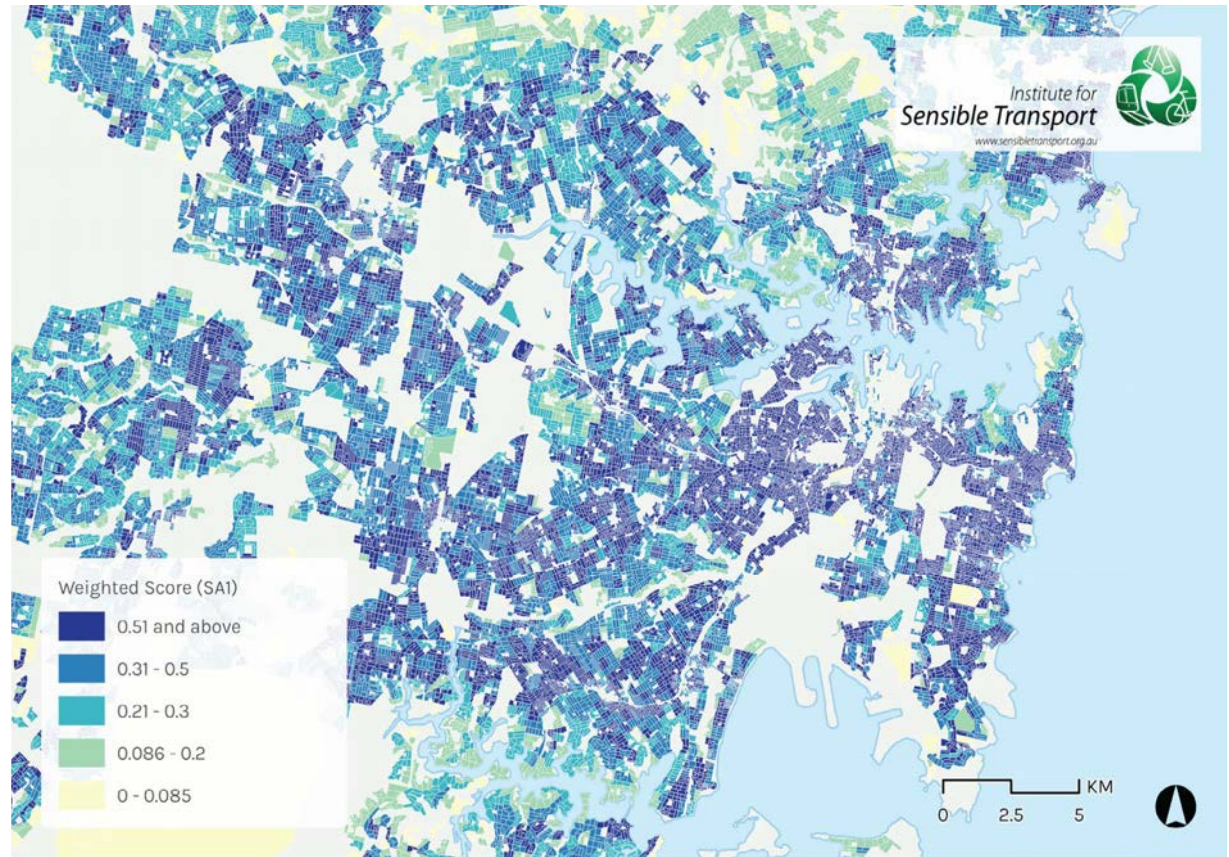 Institute for
Sensible Transport
www.sensibletransport.org.au
Weighted Score (SA1)
0.51 and above
0.31 - 0.5
0.21 - 0.3
0.086 - 0.2
0 - 0.085
KM
0 2.5 5